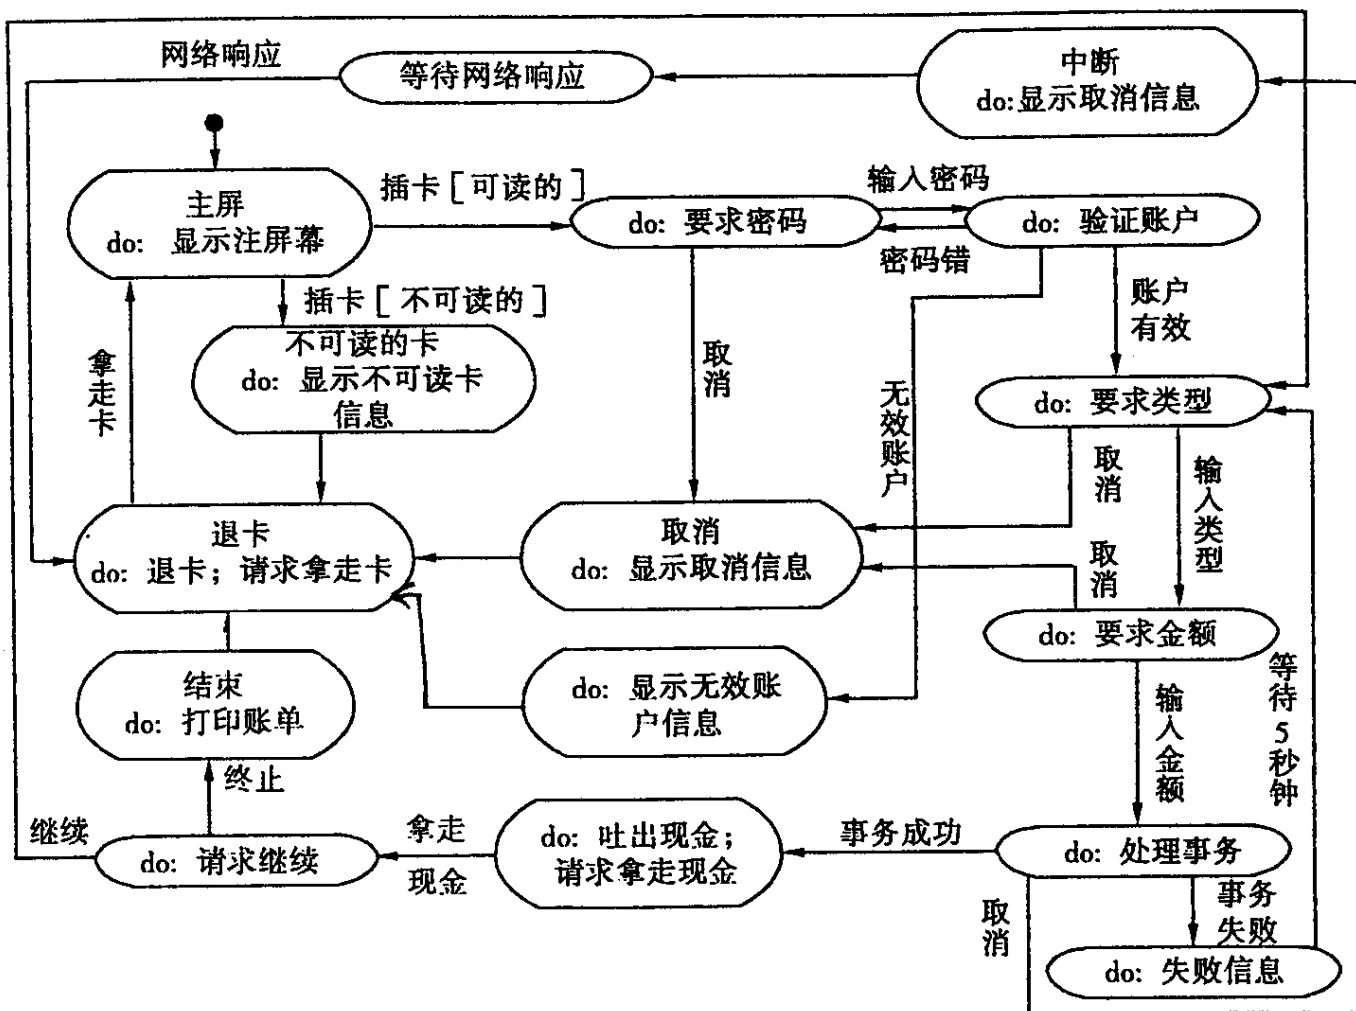 网络响应
等待网络响应
中断
do:显示取消信息
主屏
do: 显示注屏幕
插卡［可读的］
do: 要求密码
输入密码
密码错
do: 验证账户
插卡［不可读的］
不可读的卡
do: 显示不可读卡
信息
拿走卡
取消
无效账户
账户
有效
do: 要求类型
取消
输入类型
退卡
do: 退卡；请求拿走卡
取消
do: 显示取消信息
取消
do: 要求金额
结束
do: 打印账单
do: 显示无效账
户信息
输入金额
等待5秒钟
终止
继续
do: 请求继续
拿走
现金
do: 吐出现金；
请求拿走现金
事务成功
do: 处理事务
取消
事务
失败
do: 失败信息